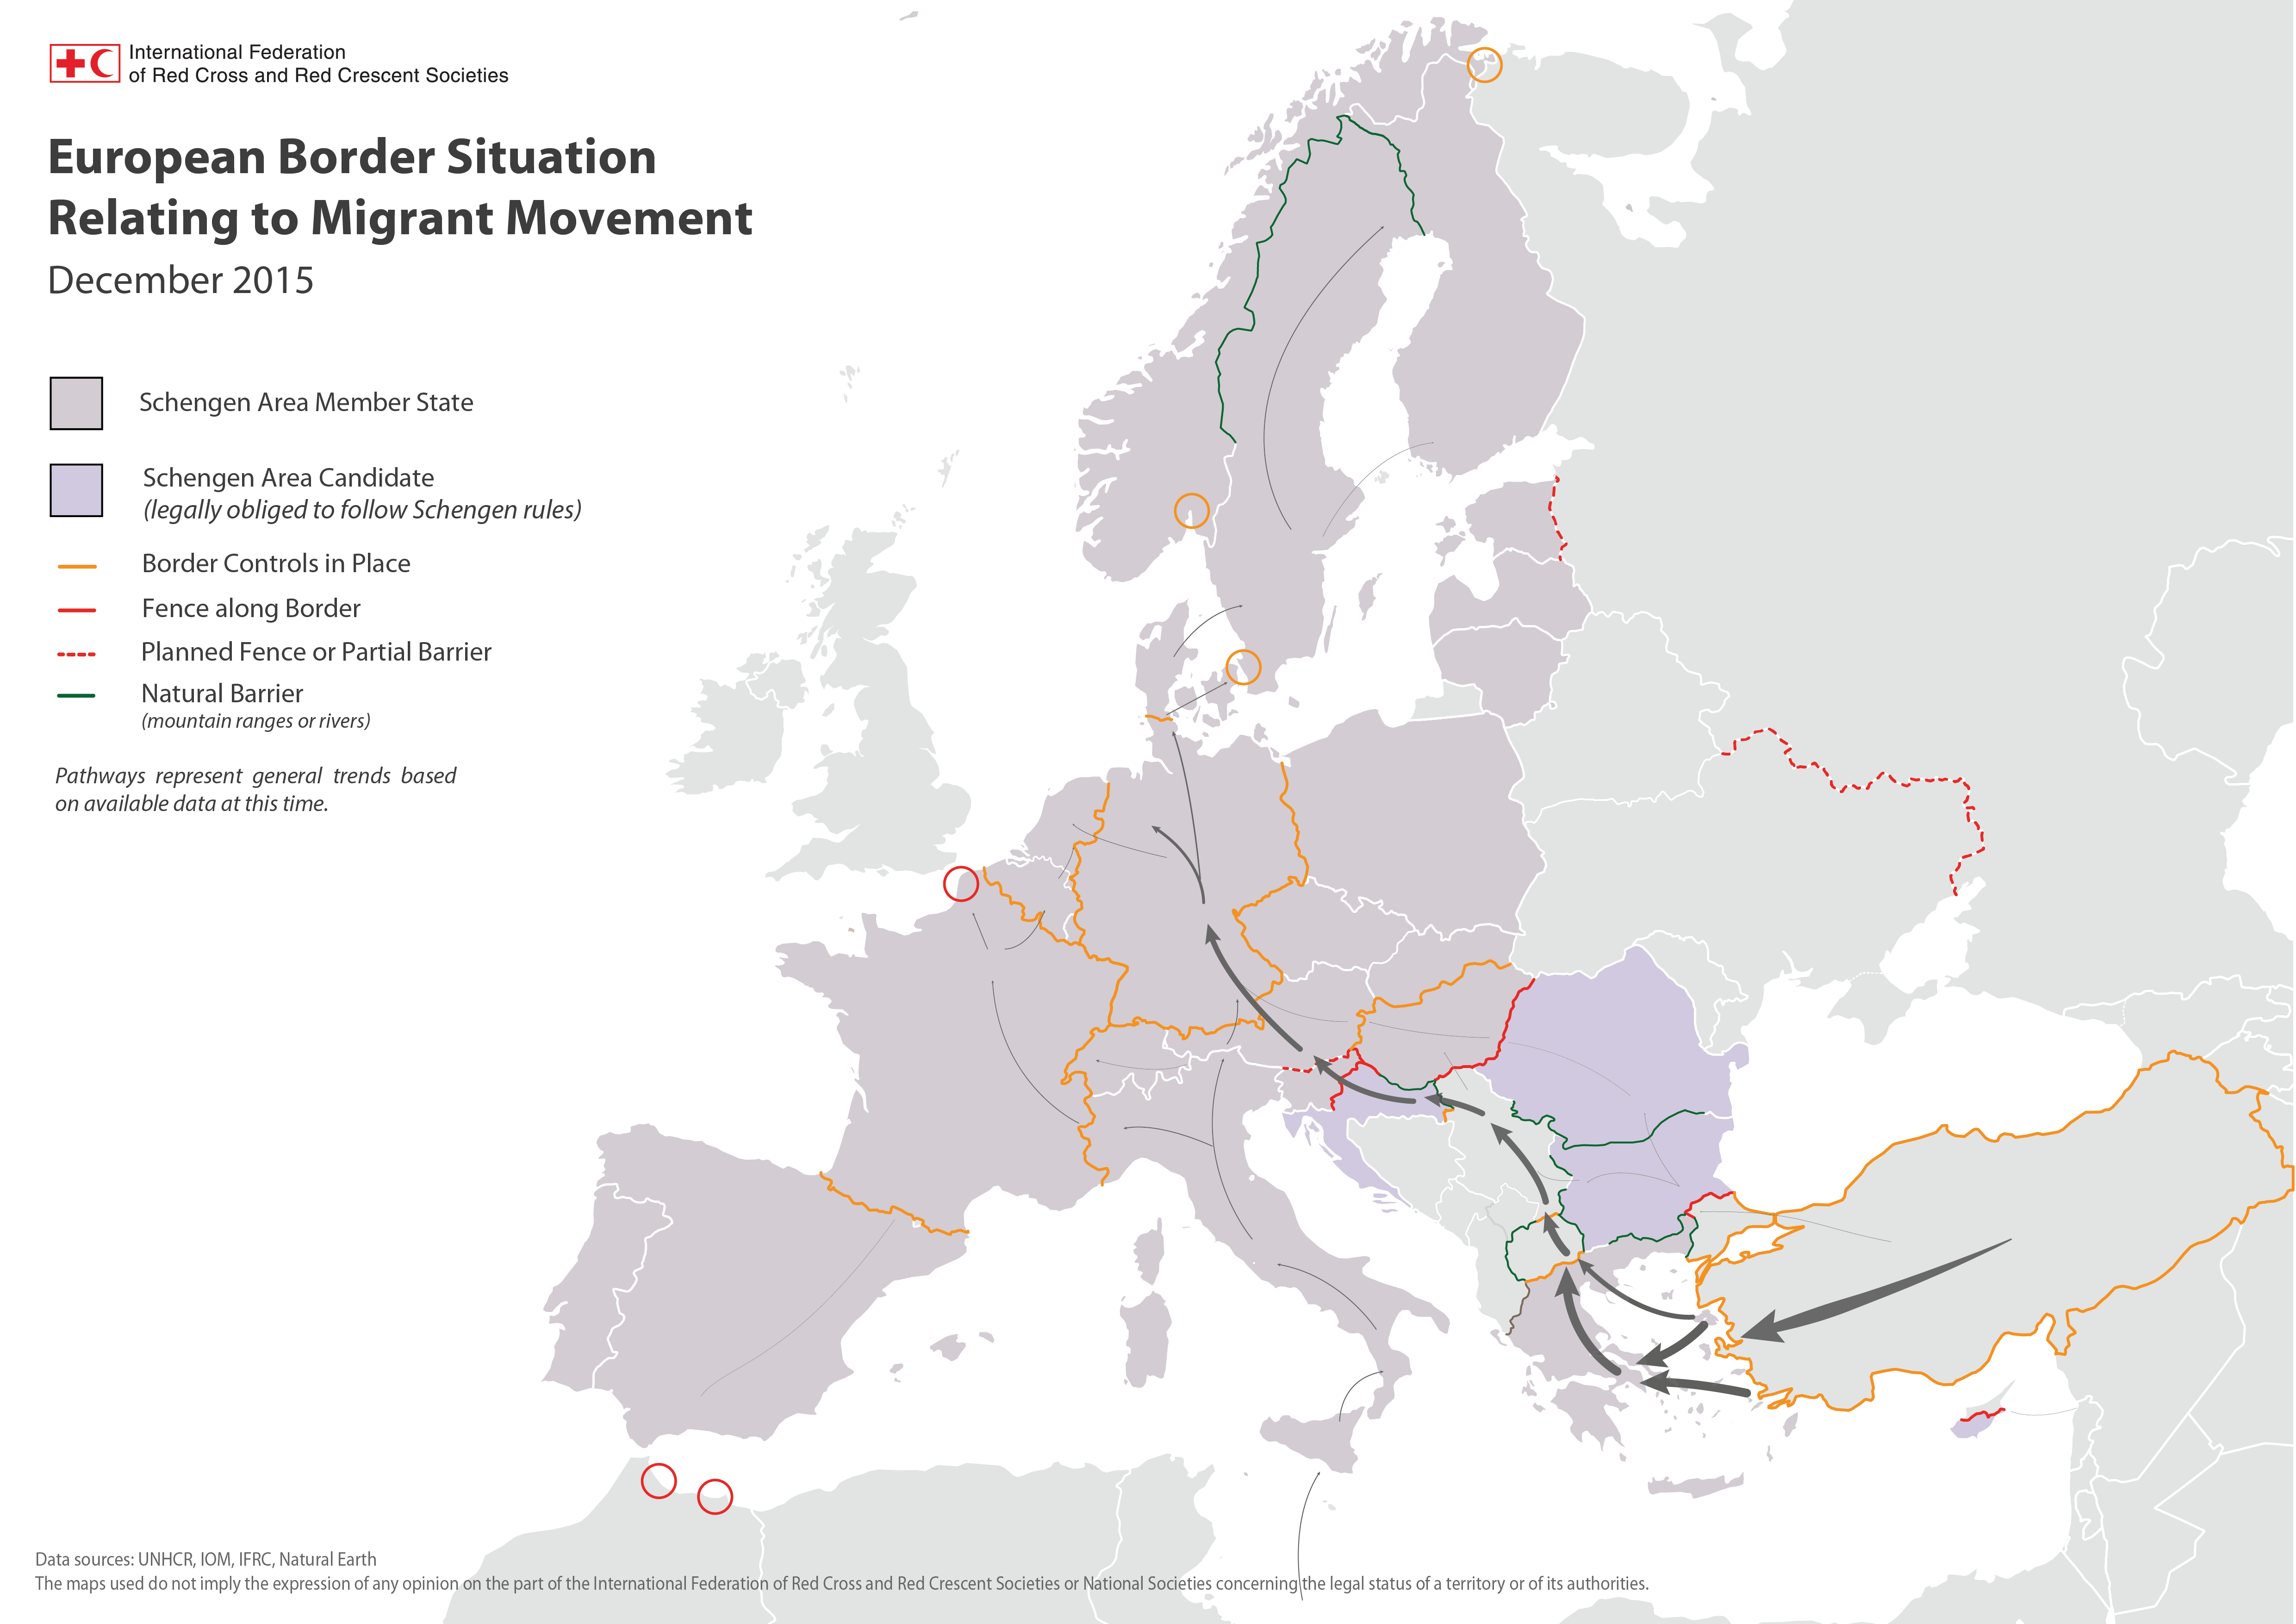 International Federation
of Red Cross and Red Crescent Societies
European Border Situation
Relating to Migrant Movement
December 2015
Schengen Area Member State
Schengen Area Candidate
(legally obliged to follow Schengen rules)
Border Controls in Place
Fence along Border
Planned Fence or Partial Barrier
Natural Barrier
(mountain ranges or rivers)
Pathways represent general trends based
on available data at this time.
Data sources: UNHCR, IOM, IFRC, Natural Earth
The maps used do not imply the expression of any opinion on the part of the International Federation of Red Cross and Red Crescent Societies or National Societies concerning the legal status of a territory or of its authorities.